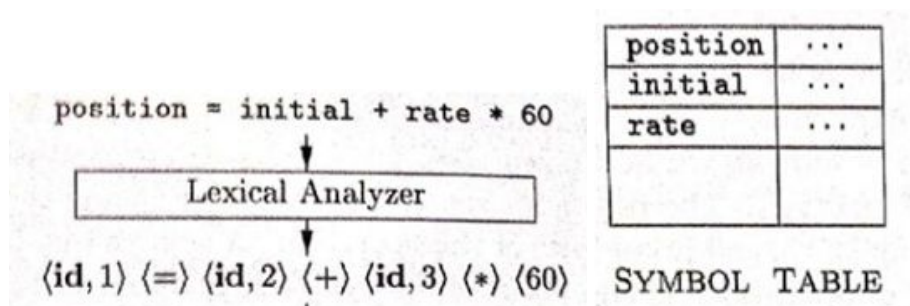 position = initial + rate * 60
Lexical Analyzer
⟨id, 1⟩ ⟨=⟩ ⟨id, 2⟩ ⟨+⟩ ⟨id, 3⟩ ⟨*⟩ ⟨60⟩
position ...
initial ...
rate ...
SYMBOL TABLE